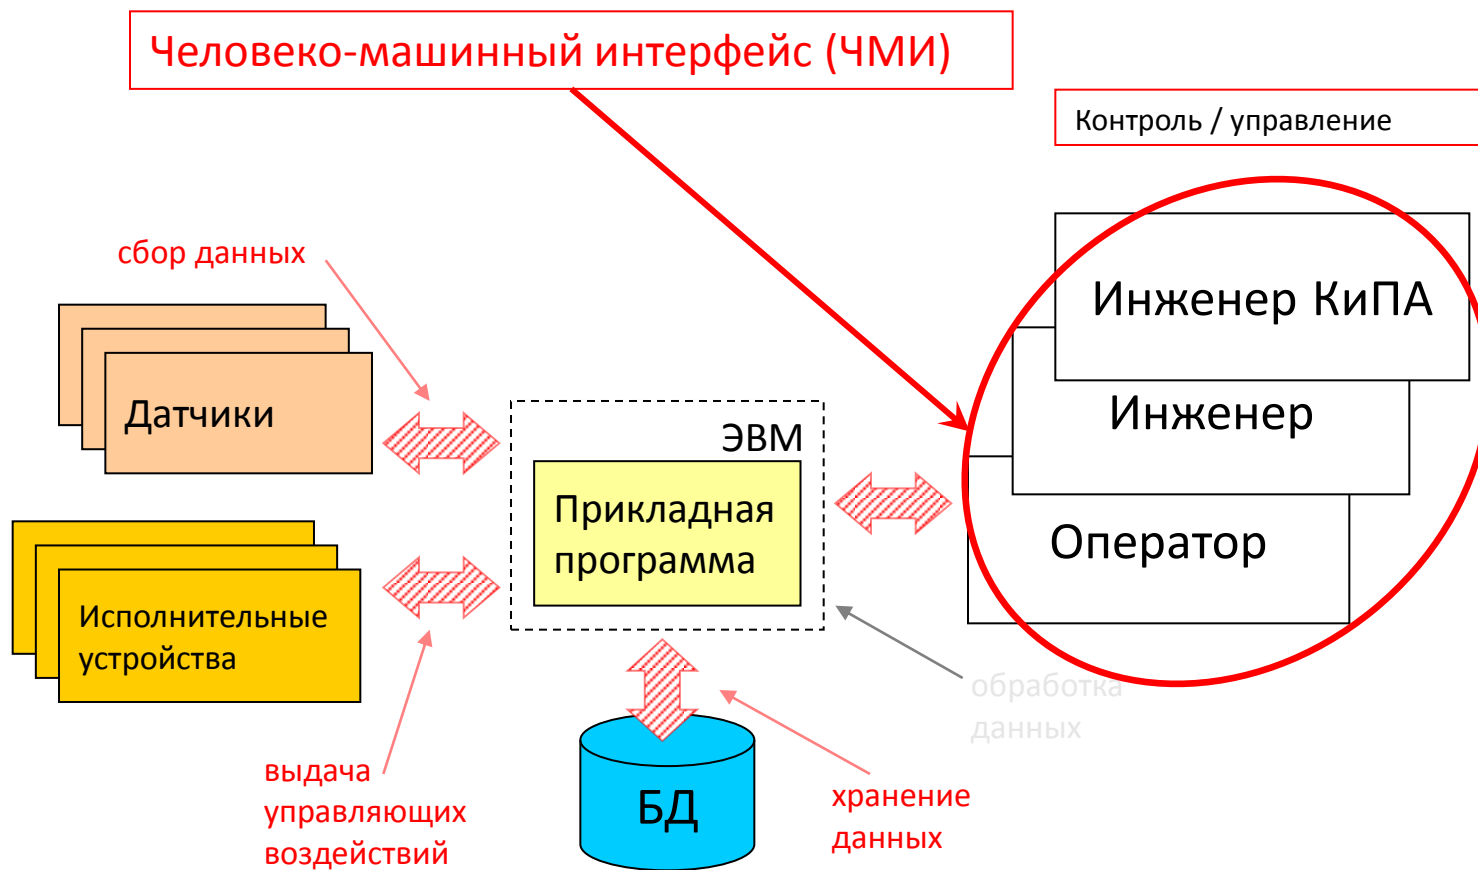 Человеко-машинный интерфейс (ЧМИ)
Контроль / управление
сбор данных
Инженер КиПА
Датчики
Инженер
ЭВМ
Прикладная
программа
Оператор
Исполнительные
устройства
обработка
данных
выдача
управляющих
воздействий
БД
хранение
данных